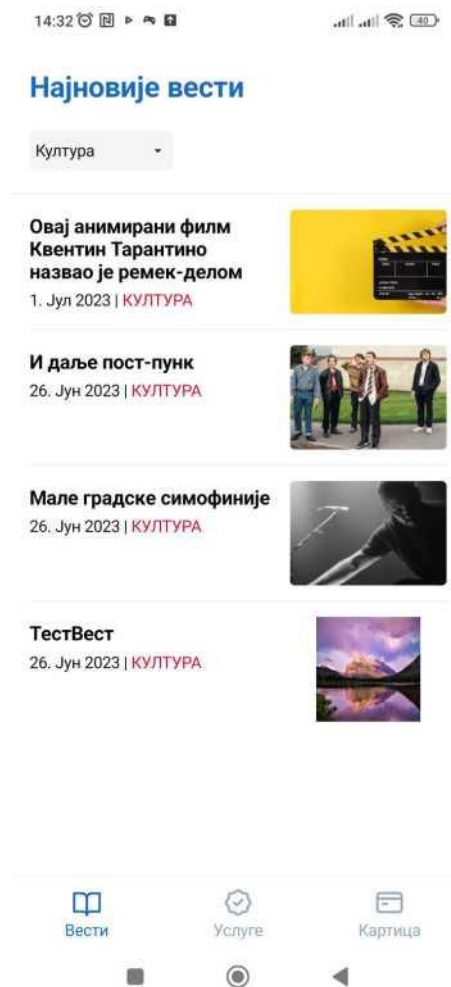 14:32
40
Најновије вести
Култура
Овај анимирани филм
Квентин Тарантино
назвао је ремек-делом
1. Јул 2023 | КУЛТУРА
И даље пост-пунк
26. Јун 2023 | КУЛТУРА
Мале градске симофиније
26. Јун 2023 | КУЛТУРА
ТестВест
26. Јун 2023 | КУЛТУРА
Вести Услуге Картица